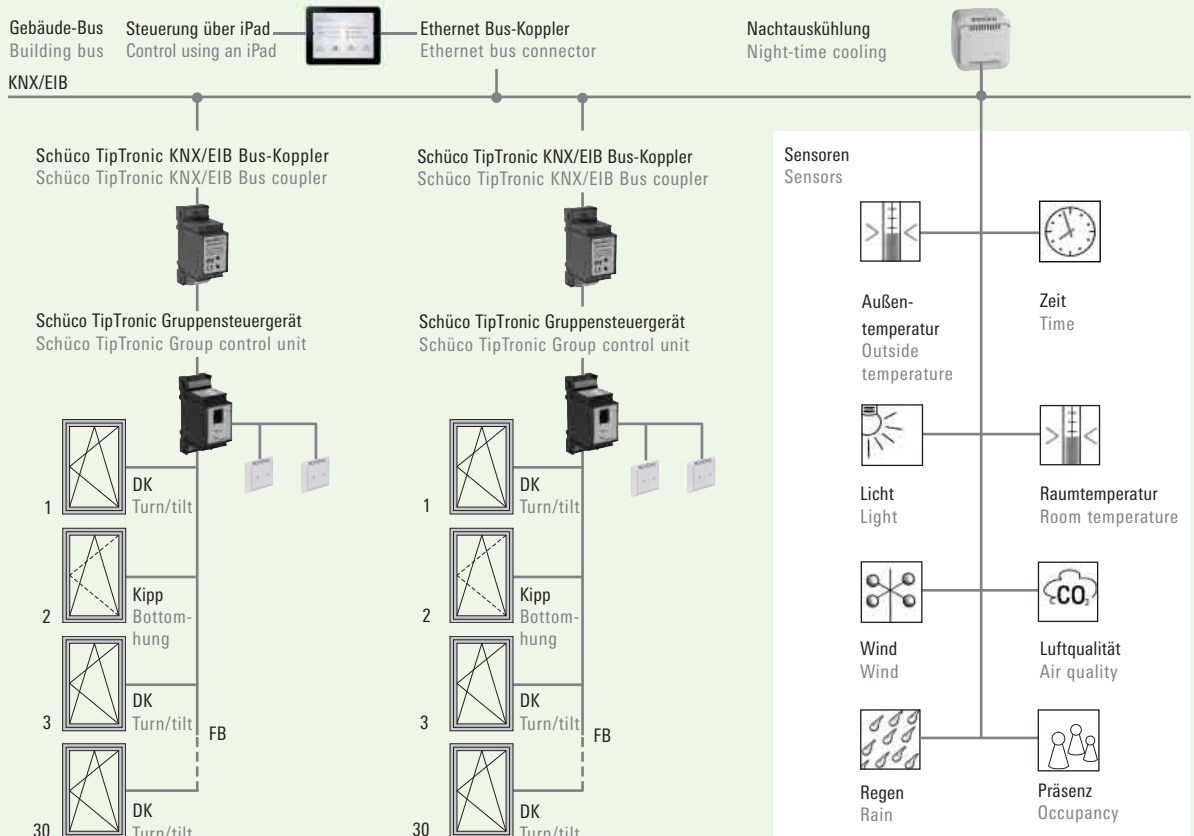 Gebäude-Bus
Building bus
Steuerung über iPad
Control using an iPad
Ethernet Bus-Koppler
Ethernet bus connector
Nachtauskühlung
Night-time cooling
KNX/EIB
Schüco TipTronic KNX/EIB Bus-Koppler
Schüco TipTronic KNX/EIB Bus coupler
Schüco TipTronic Gruppensteuergerät
Schüco TipTronic Group control unit
1
DK
Turn/tilt
2
Kipp
Bottom-
hung
3
DK
Turn/tilt
FB
30
DK
Turn/tilt
Schüco TipTronic KNX/EIB Bus-Koppler
Schüco TipTronic KNX/EIB Bus coupler
Schüco TipTronic Gruppensteuergerät
Schüco TipTronic Group control unit
1
DK
Turn/tilt
2
Kipp
Bottom-
hung
3
DK
Turn/tilt
FB
30
DK
Turn/tilt
Sensoren
Sensors
Außen-
temperatur
Outside
temperature
Zeit
Time
Licht
Light
Raumtemperatur
Room temperature
Wind
Wind
CO2
Luftqualität
Air quality
Regen
Rain
Präsenz
Occupancy